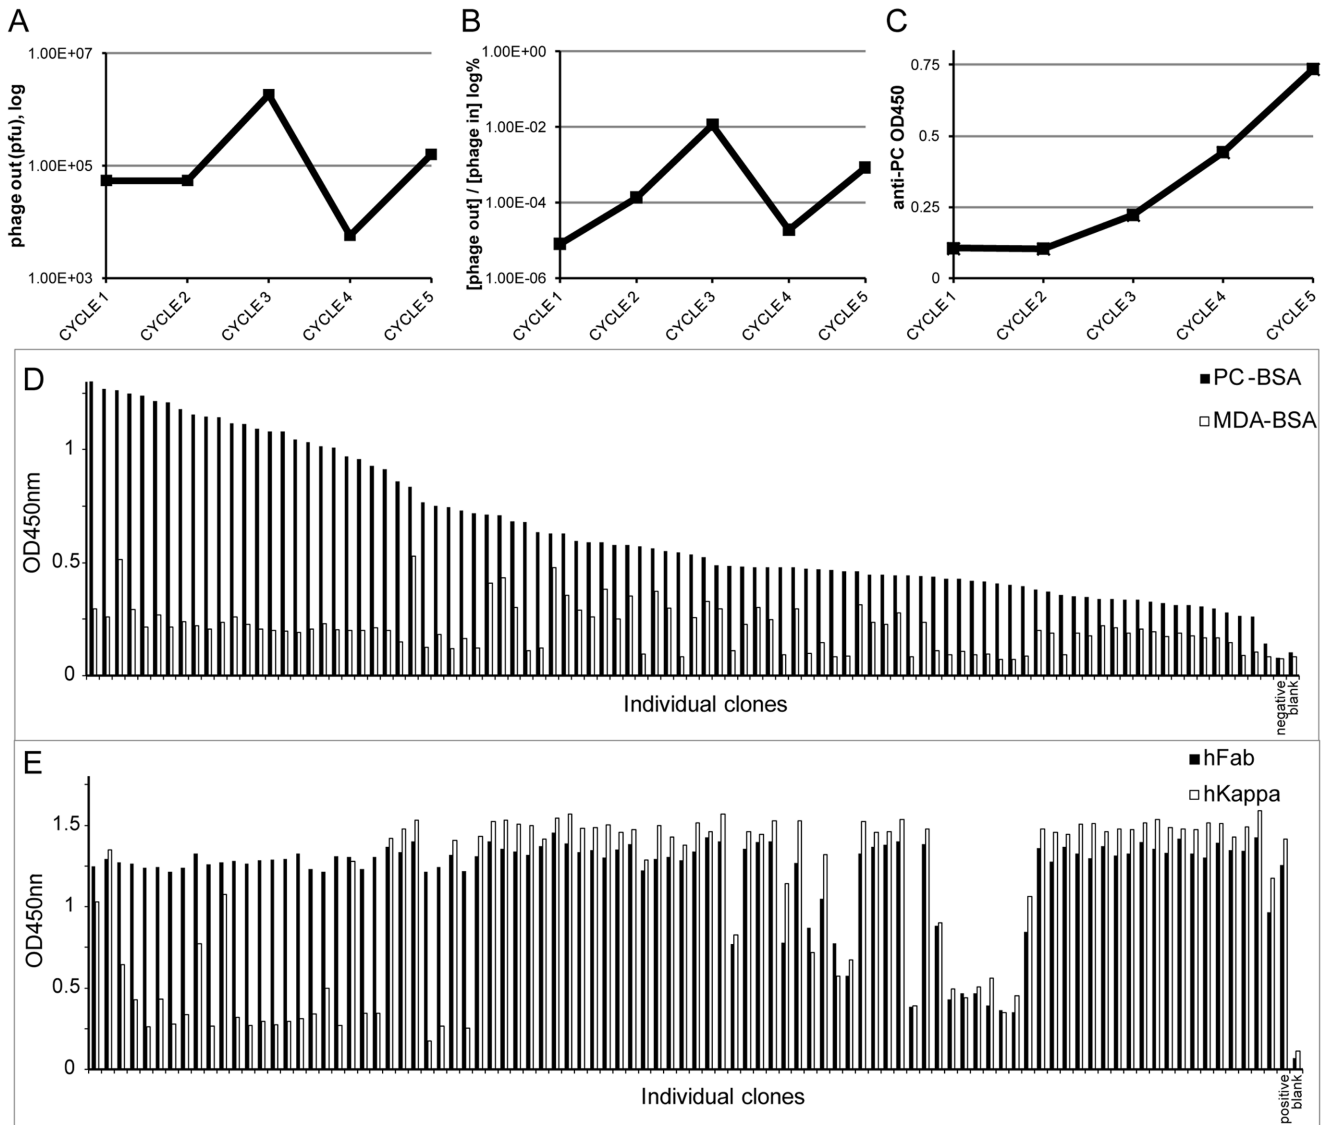 A
phage out (pfu), log
1.00E+07
1.00E+05
1.00E+03
CYCLE 1
CYCLE 2
CYCLE 3
CYCLE 4
CYCLE 5
B
[phage out] / [phage in] log%
1.00E+00
1.00E-02
1.00E-04
1.00E-06
CYCLE 1
CYCLE 2
CYCLE 3
CYCLE 4
CYCLE 5
C
anti-PC OD450
0.75
0.5
0.25
0
CYCLE 1
CYCLE 2
CYCLE 3
CYCLE 4
CYCLE 5
D
PC-BSA
MDA-BSA
OD450nm
1
0.5
0
Individual clones
negative
blank
E
hFab
hKappa
OD450nn
1.5
1
0.5
0
Individual clones
positive
blank